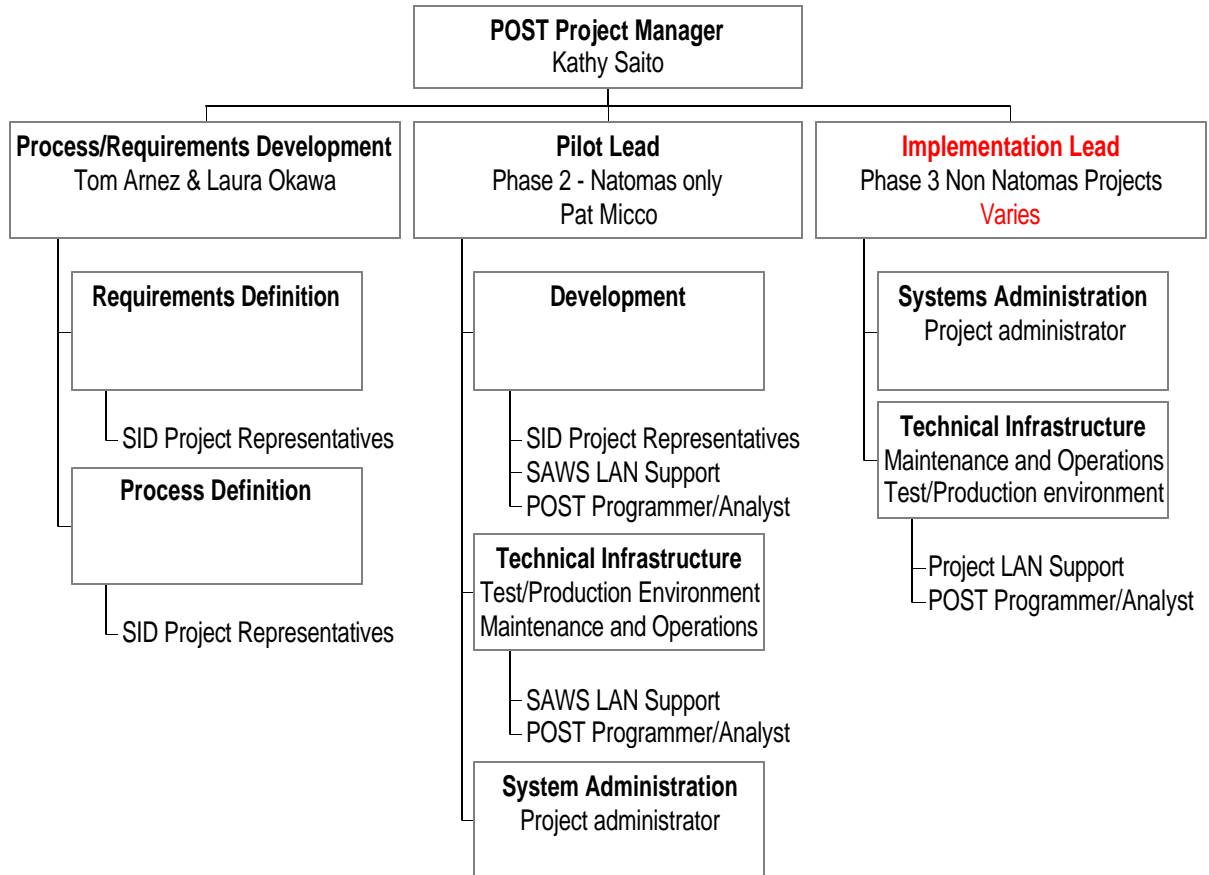 POST Project Manager
Kathy Saito
Process/Requirements Development
Tom Arnez & Laura Okawa
Requirements Definition
SID Project Representatives
Process Definition
SID Project Representatives
Pilot Lead
Phase 2 - Natomas only
Pat Micco
Development
SID Project Representatives
SAWS LAN Support
POST Programmer/Analyst
Technical Infrastructure
Test/Production Environment
Maintenance and Operations
SAWS LAN Support
POST Programmer/Analyst
System Administration
Project administrator
Implementation Lead
Phase 3 Non Natomas Projects
Varies
Systems Administration
Project administrator
Technical Infrastructure
Maintenance and Operations
Test/Production environment
Project LAN Support
POST Programmer/Analyst